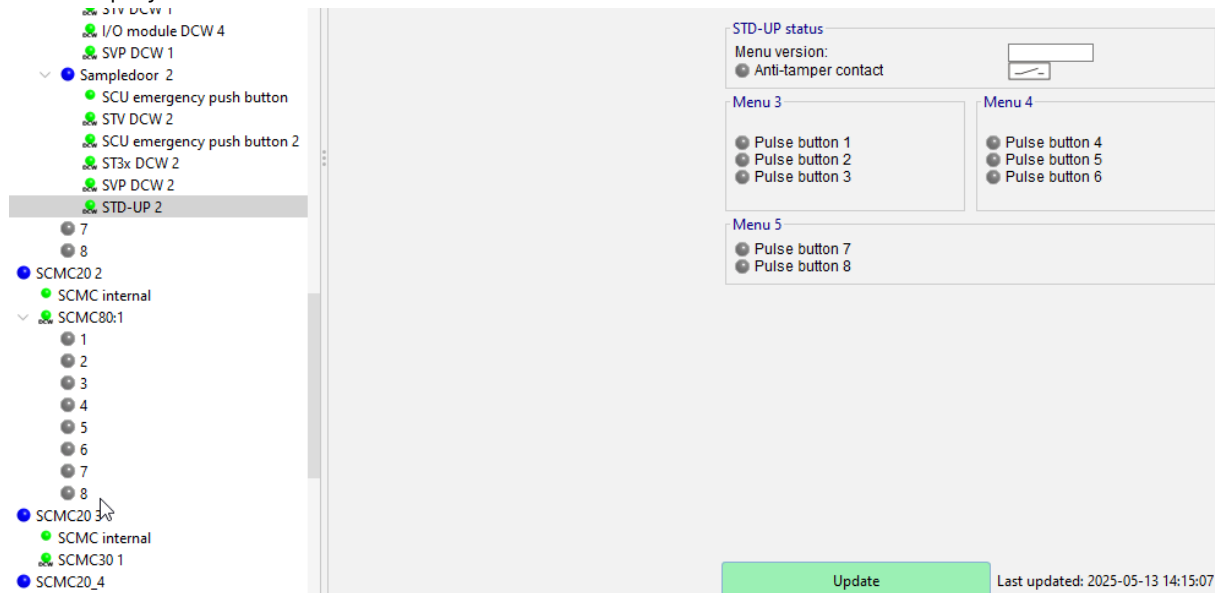 STV DCW 1
I/O module DCW 4
SVP DCW 1
Sampledoor 2
SCU emergency push button
STV DCW 2
SCU emergency push button 2
ST3x DCW 2
SVP DCW 2
STD-UP 2
7
8
SCMC20 2
SCMC internal
SCMC80:1
1
2
3
4
5
6
7
8
SCMC20 3
SCMC internal
SCMC30 1
SCMC20_4
STD-UP status
Menu version:
Anti-tamper contact
Menu 3
Pulse button 1
Pulse button 2
Pulse button 3
Menu 4
Pulse button 4
Pulse button 5
Pulse button 6
Menu 5
Pulse button 7
Pulse button 8
Update
Last updated: 2025-05-13 14:15:07